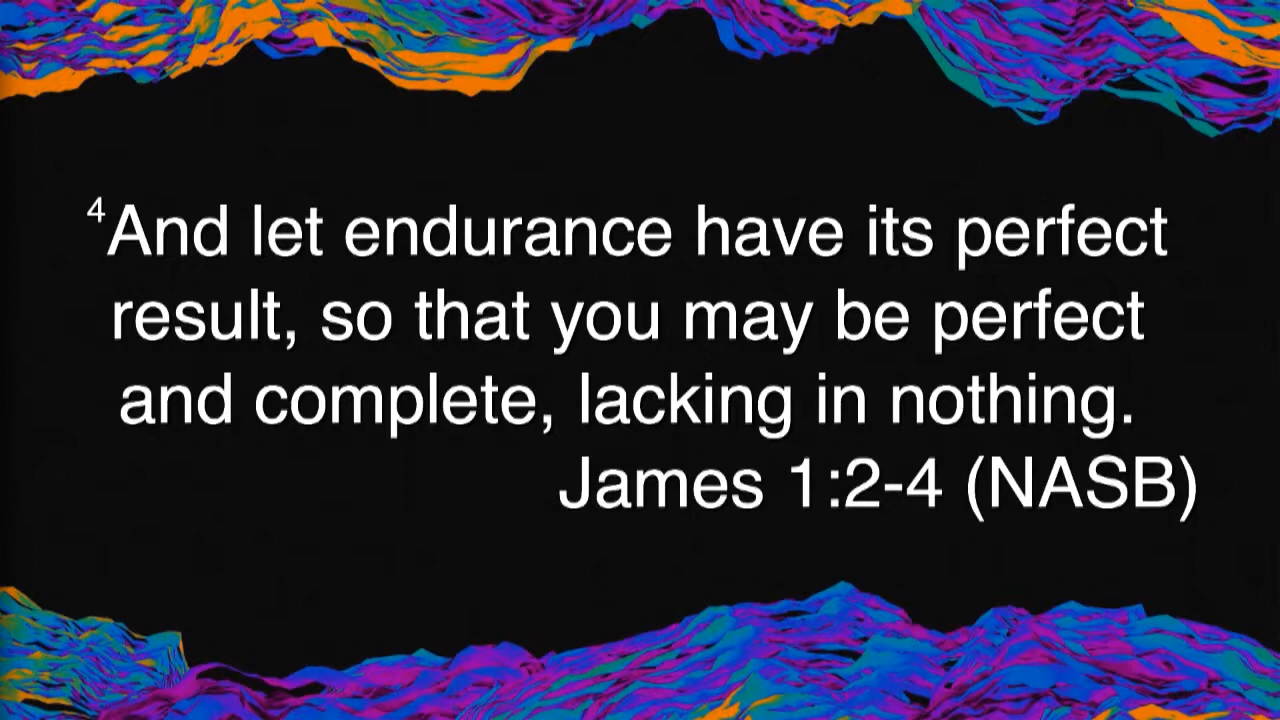 ⁴And let endurance have its perfect
result, so that you may be perfect
and complete, lacking in nothing.
James 1:2-4 (NASB)